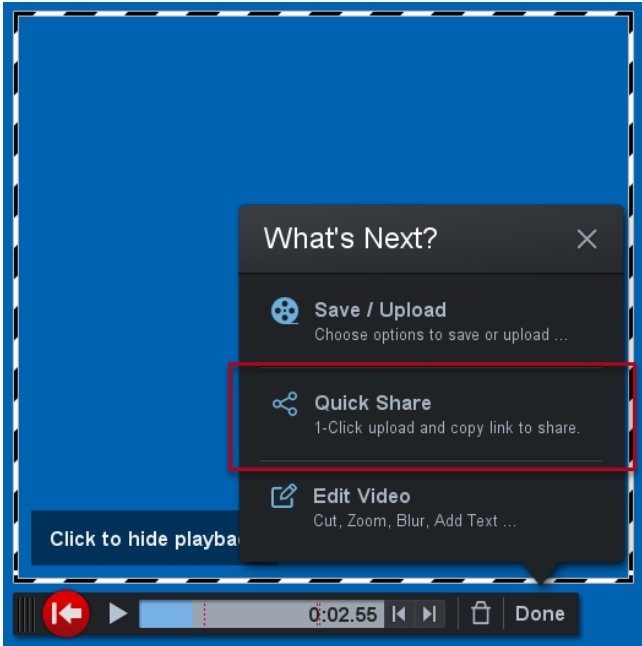 What's Next?
Save / Upload
Choose options to save or upload ...
Quick Share
1-Click upload and copy link to share.
Edit Video
Cut, Zoom, Blur, Add Text ...
Click to hide playba
0:02.55
Done